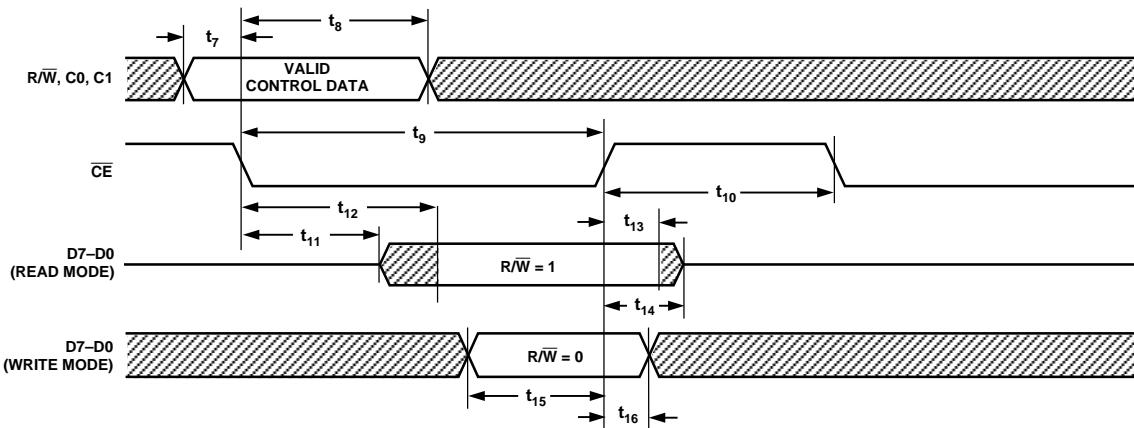 t7
t8
R/W̅, C0, C1
VALID
CONTROL DATA
t9
C̅E̅
t10
t12
t13
t11
D7–D0
(READ MODE)
R/W̅ = 1
t14
D7–D0
(WRITE MODE)
R/W̅ = 0
t15
t16